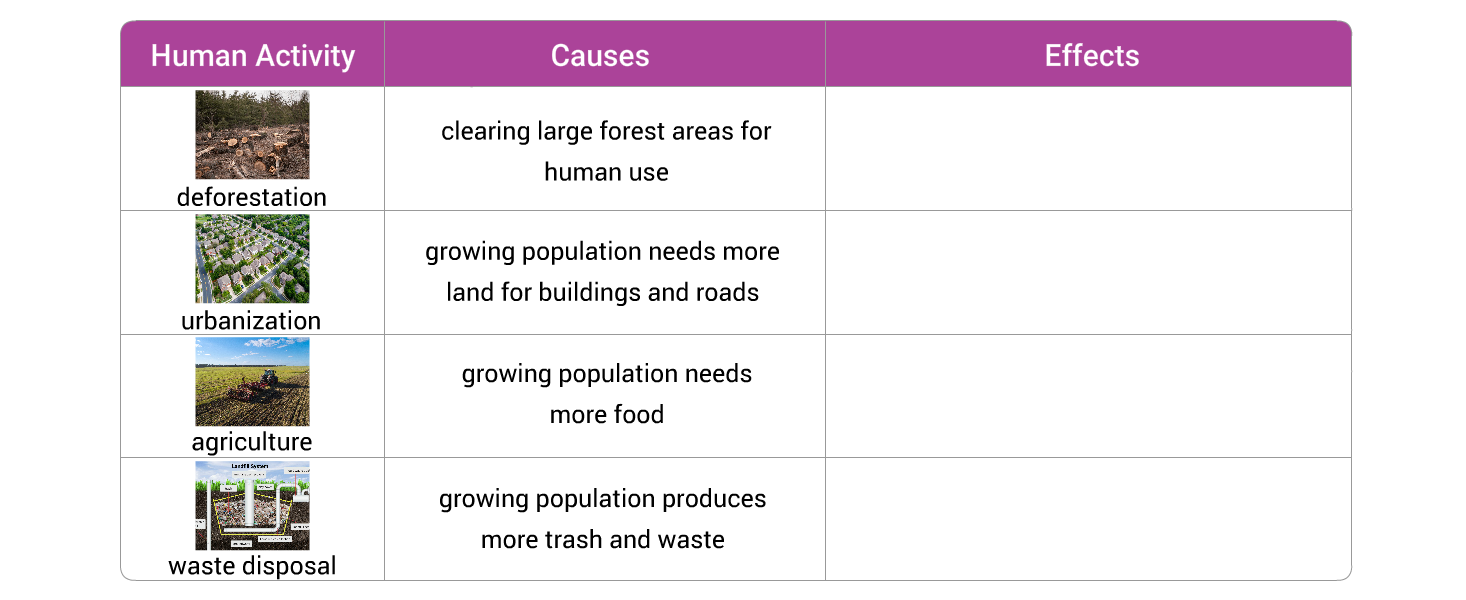 Human Activity
Causes
Effects
deforestation
clearing large forest areas for
human use
urbanization
growing population needs more
land for buildings and roads
agriculture
growing population needs
more food
Landfill System
waste disposal
growing population produces
more trash and waste